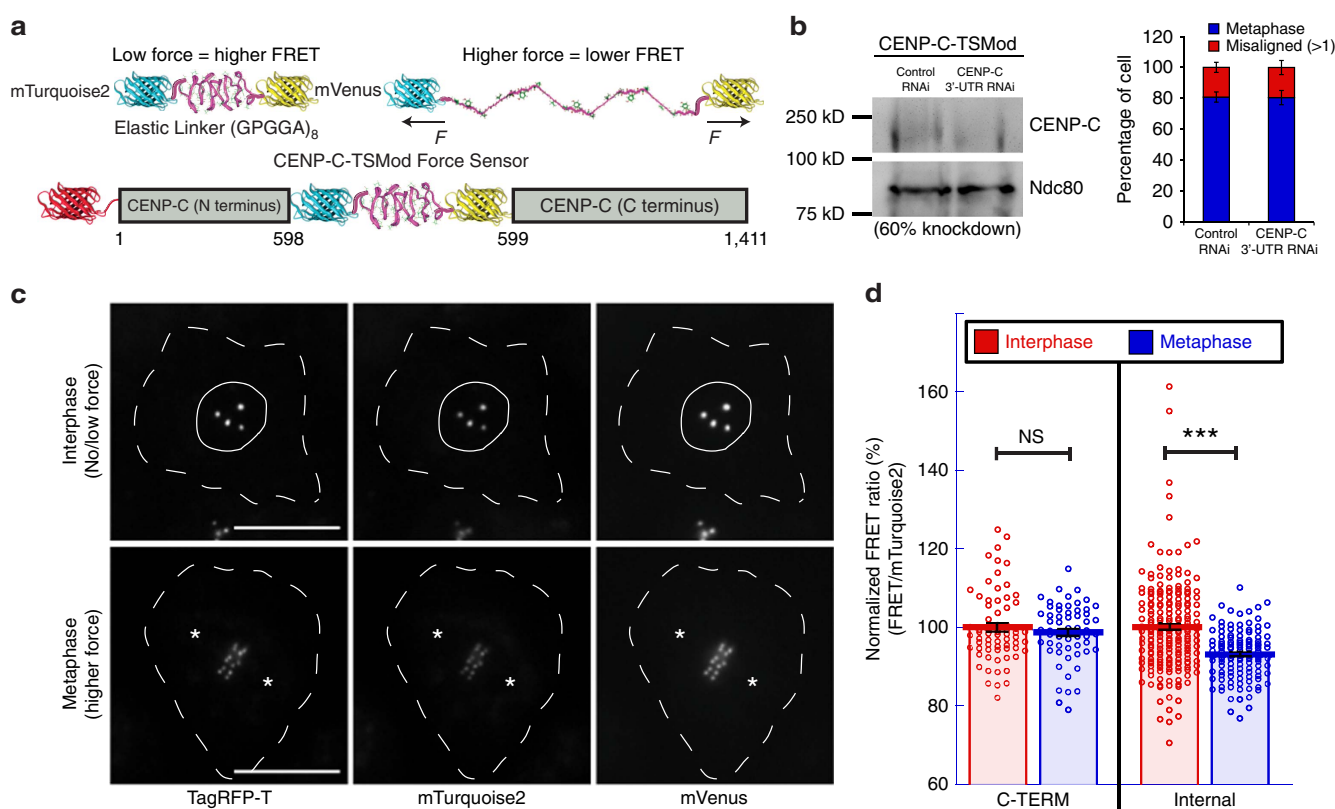 a
Low force = higher FRET
Higher force = lower FRET
mTurquoise2
mVenus
Elastic Linker (GPGGA)8
F
F
CENP-C-TSMod Force Sensor
CENP-C (N terminus)
CENP-C (C terminus)
1
598
599
1,411
b
CENP-C-TSMod
Control RNAi
CENP-C 3'-UTR RNAi
250 kD
CENP-C
100 kD
Ndc80
75 kD
(60% knockdown)
Metaphase
Misaligned (>1)
Percentage of cell
120
100
80
60
40
20
0
Control RNAi
CENP-C 3'-UTR RNAi
c
Interphase
(No/low force)
Metaphase
(higher force)
*
*
*
*
*
*
TagRFP-T
mTurquoise2
mVenus
d
Interphase
Metaphase
Normalized FRET ratio (%)
(FRET/mTurquoise2)
160
140
120
100
80
60
NS
***
C-TERM
Internal